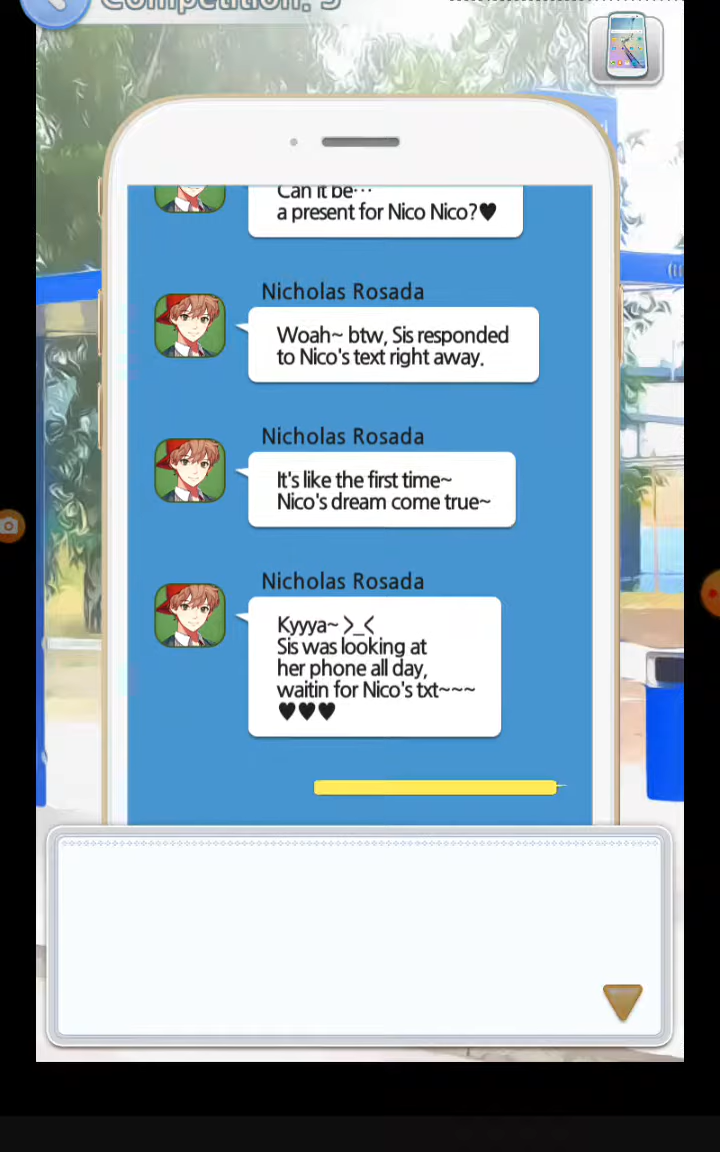 Competition: 5
Can it be…
a present for Nico Nico?♥
Nicholas Rosada
Woah~ btw, Sis responded
to Nico's text right away.
Nicholas Rosada
It's like the first time~
Nico's dream come true~
Nicholas Rosada
Kyyya~ >_<
Sis was looking at
her phone all day,
waitin for Nico's txt~~~
♥♥♥